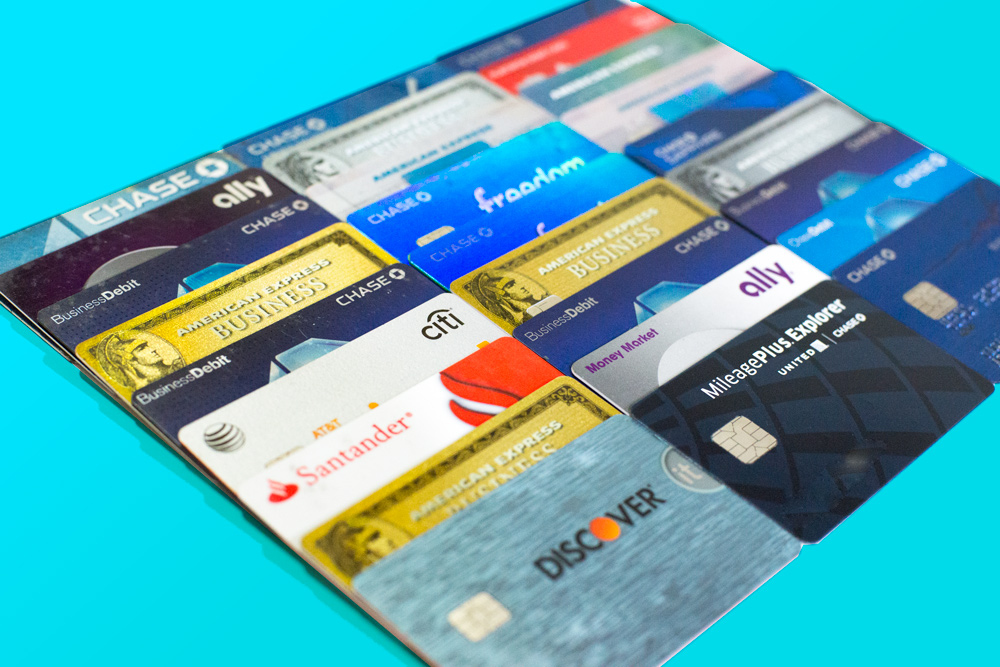 CHASE
ally
CHASE
BusinessDebit
AMERICAN EXPRESS
BUSINESS
CHASE
BusinessDebit
citi
AT&T
Santander
AMERICAN EXPRESS
BUSINESS
it
DISCOVER
CHASE
AMERICAN EXPRESS
AMERICAN EXPRESS
CHASE
freedom
CHASE
AMERICAN EXPRESS
BUSINESS
CHASE
BusinessDebit
ally
Money Market
MileagePlus Explorer
UNITED CHASE
CHASE
AMERICAN EXPRESS
CHASE
CHASE
CHASE